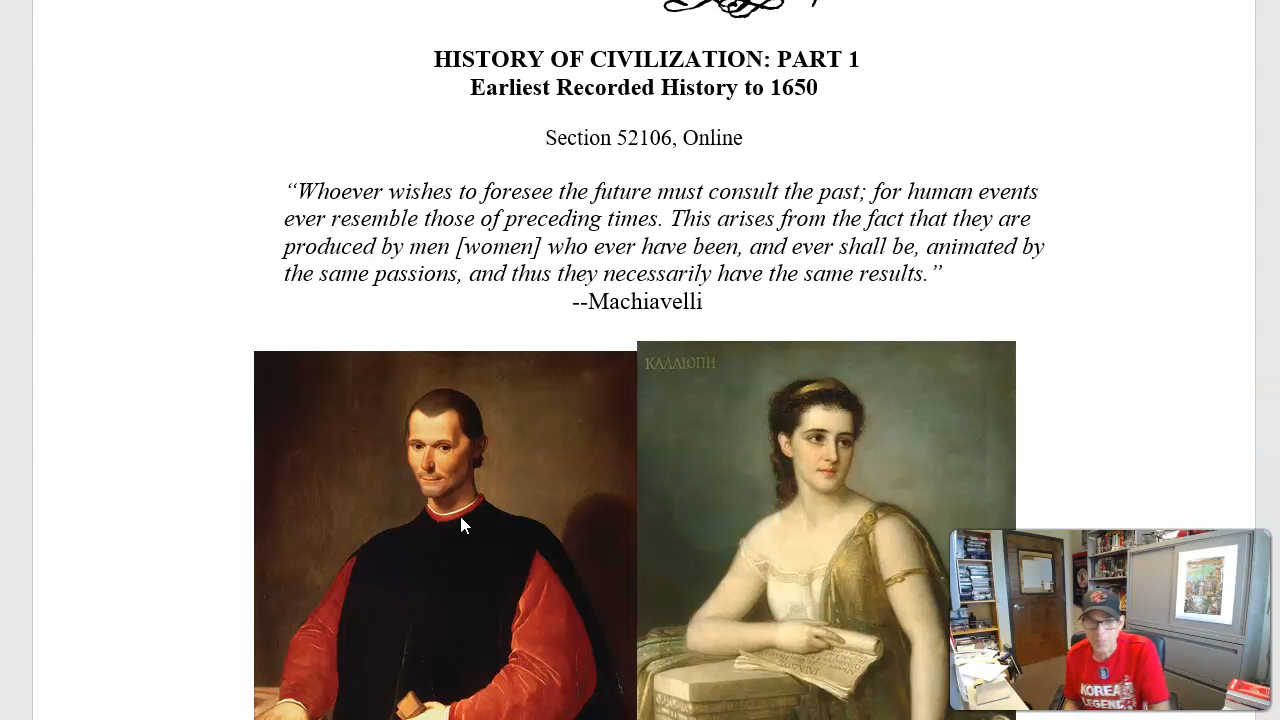 HISTORY OF CIVILIZATION: PART 1
Earliest Recorded History to 1650
Section 52106, Online
“Whoever wishes to foresee the future must consult the past; for human events
ever resemble those of preceding times. This arises from the fact that they are
produced by men [women] who ever have been, and ever shall be, animated by
the same passions, and thus they necessarily have the same results.”
--Machiavelli
ΚΑΛΛΙΟΠΗ
KOREA
LEGEND